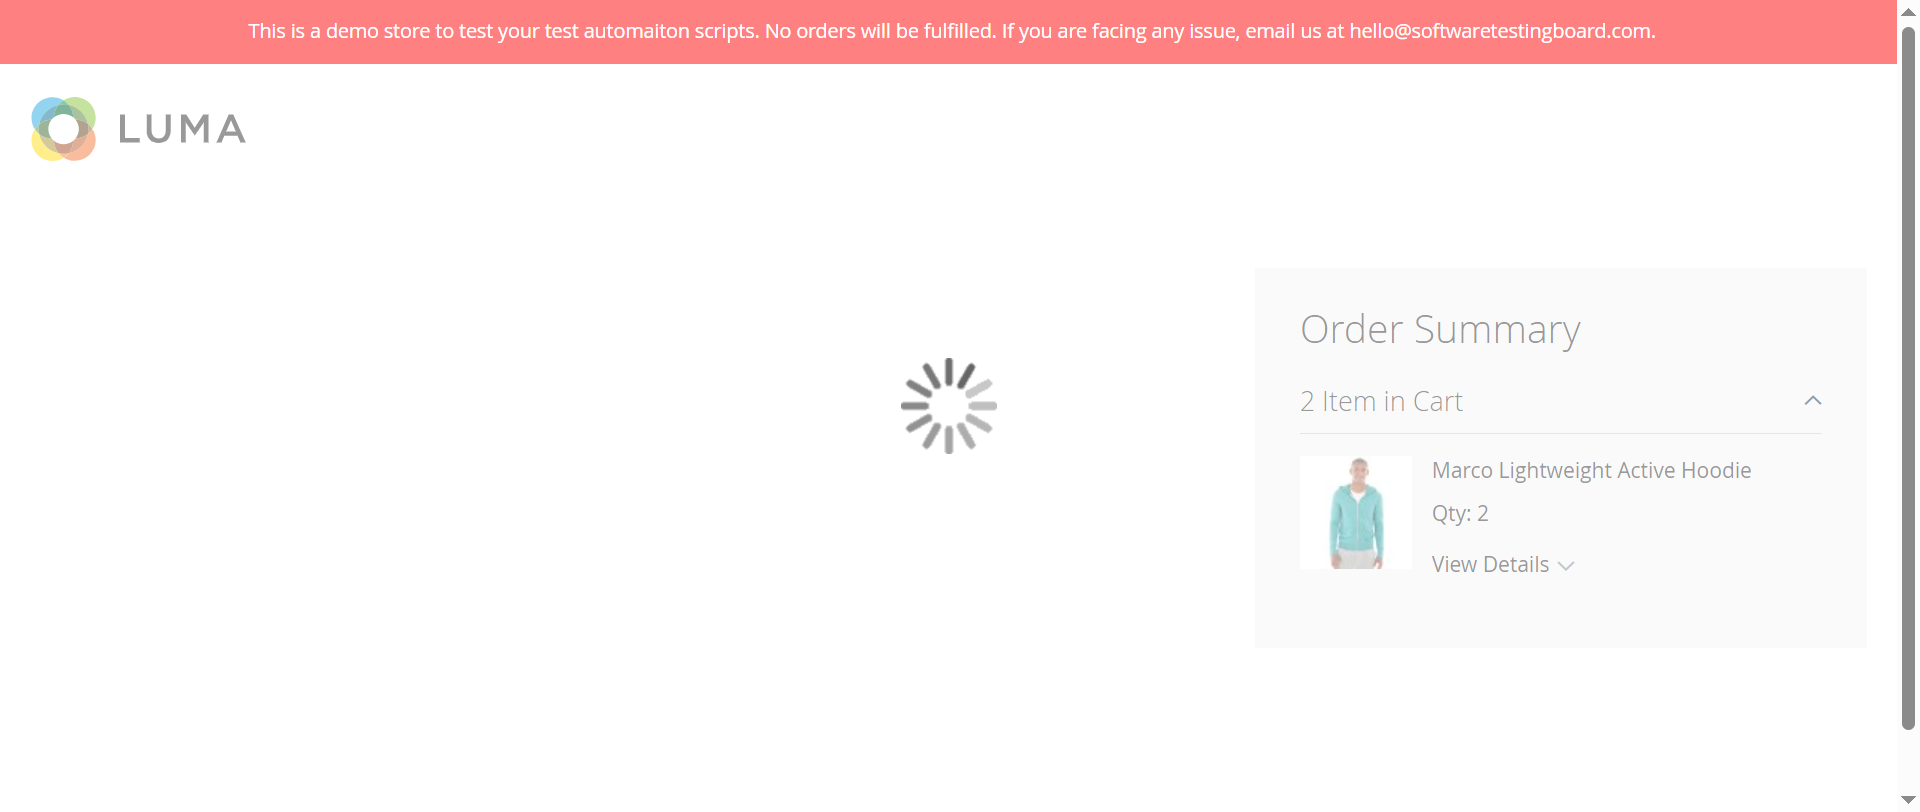 This is a demo store to test your test automaiton scripts. No orders will be fulfilled. If you are facing any issue, email us at hello@softwaretestingboard.com.
LUMA
Order Summary
2 Item in Cart
Marco Lightweight Active Hoodie
Qty: 2
View Details